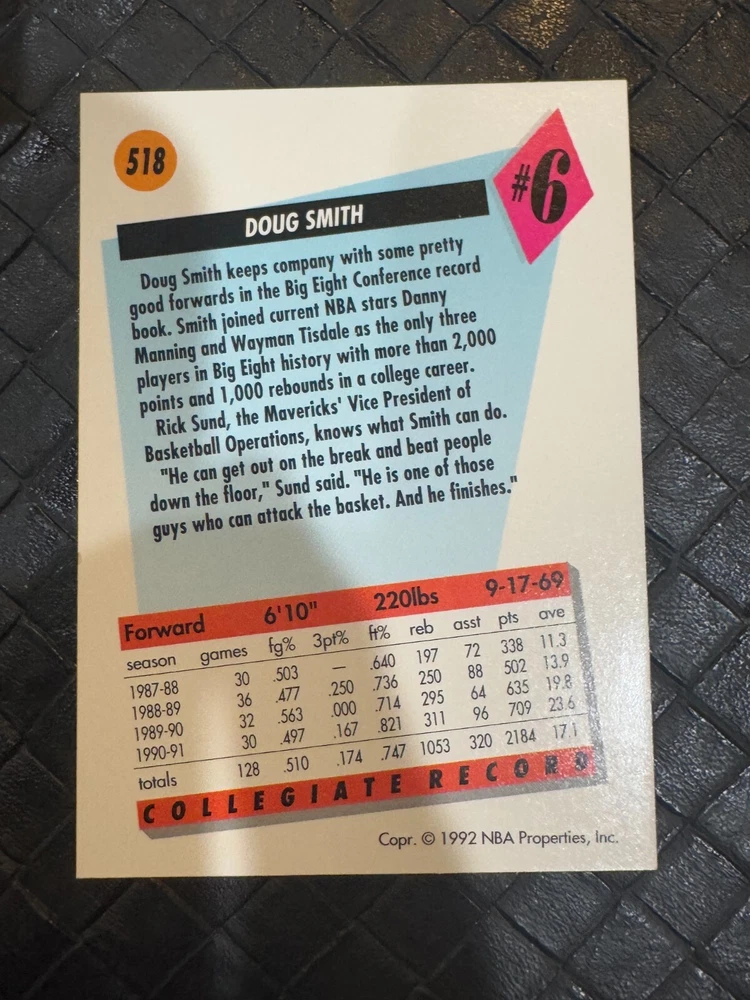 518
#6
DOUG SMITH
Doug Smith keeps company with some pretty
good forwards in the Big Eight Conference record
book. Smith joined current NBA stars Danny
Manning and Wayman Tisdale as the only three
players in Big Eight history with more than 2,000
points and 1,000 rebounds in a college career.
Rick Sund, the Mavericks' Vice President of
Basketball Operations, knows what Smith can do.
"He can get out on the break and beat people
down the floor," Sund said. "He is one of those
guys who can attack the basket. And he finishes."
Forward 6'10" 220lbs 9-17-69
season games fg% 3pt% ft% reb asst pts ave
1987-88 30 .503 — .640 197 72 338 11.3
1988-89 36 .477 .250 .736 250 88 502 13.9
1989-90 32 .563 .000 .714 295 64 635 19.8
1990-91 30 .497 .167 .821 311 96 709 23.6
totals 128 .510 .174 .747 1053 320 2184 17.1
COLLEGIATE RECORD
Copr. © 1992 NBA Properties, Inc.